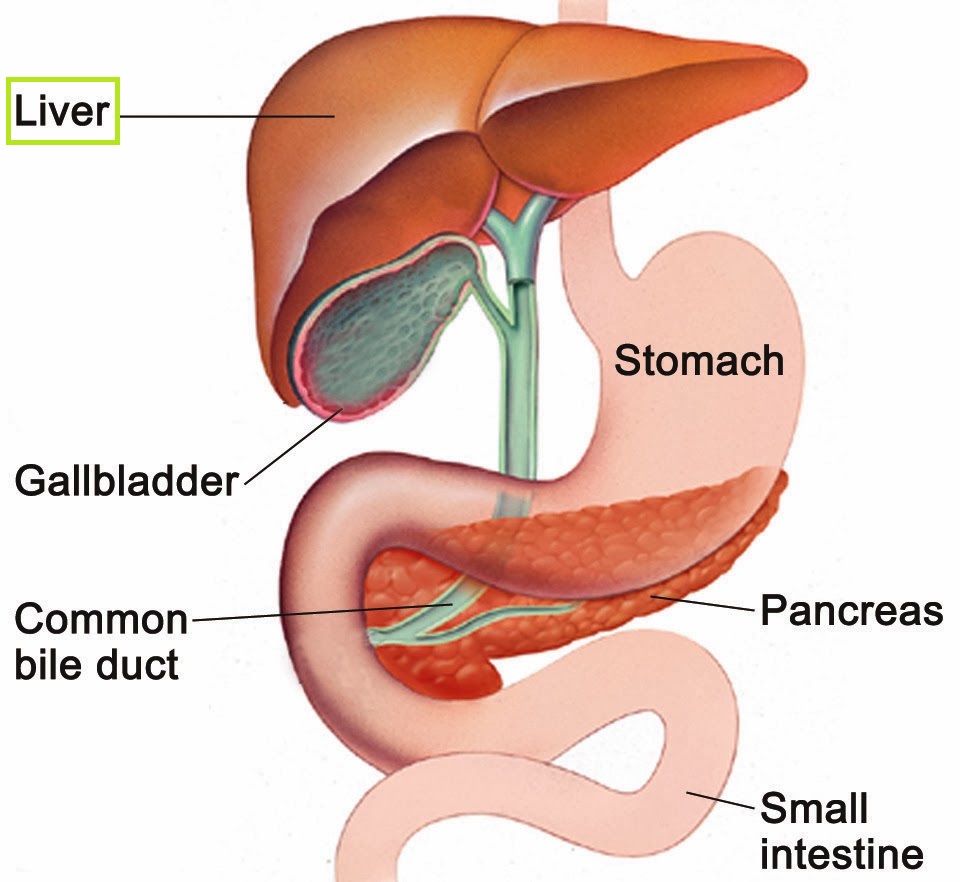 Liver
Stomach
Gallbladder
Common
bile duct
Pancreas
Small
intestine